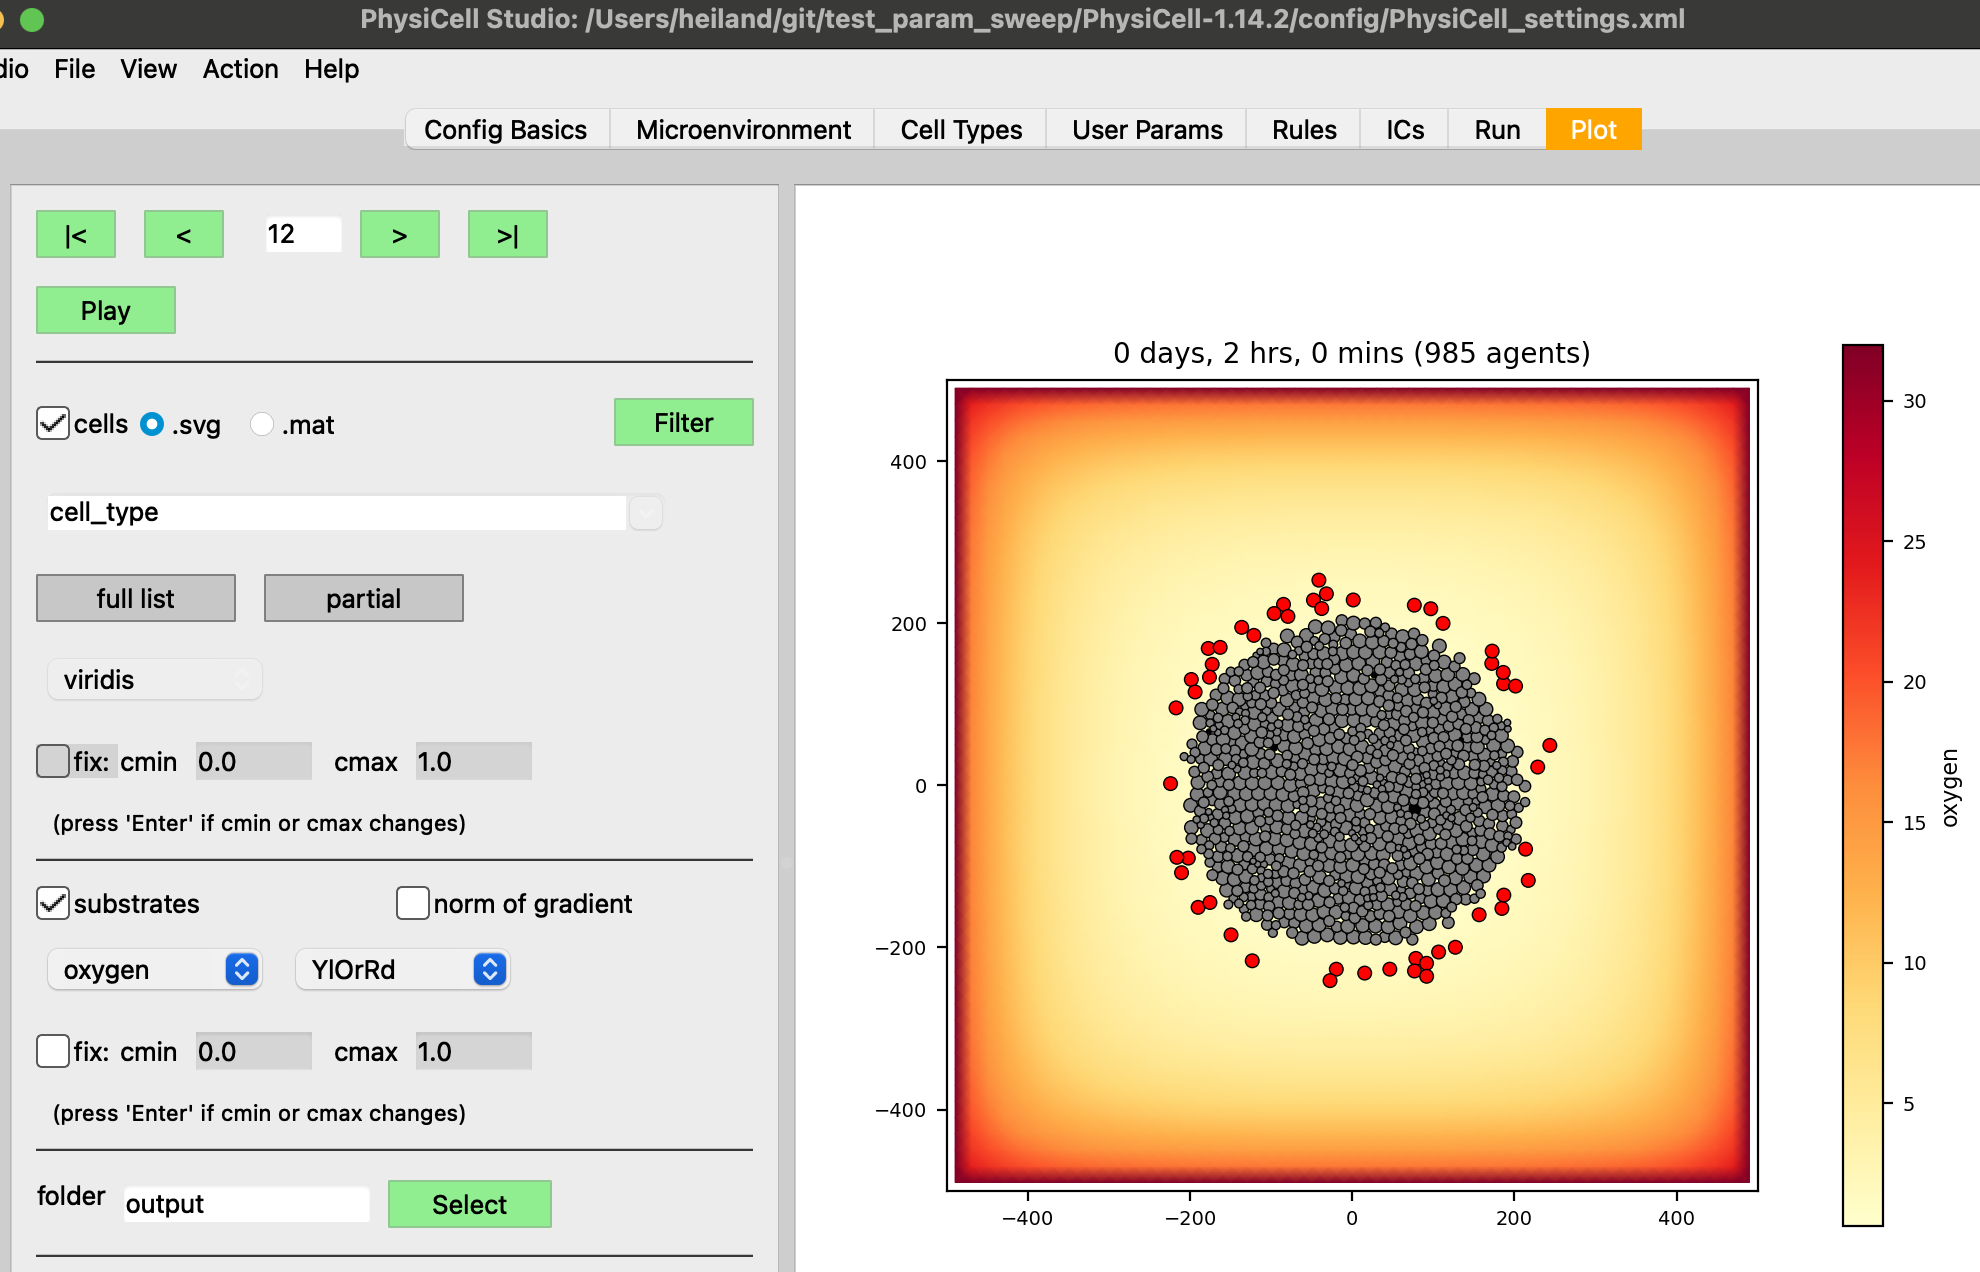 PhysiCell Studio: /Users/heiland/git/test_param_sweep/PhysiCell-1.14.2/config/PhysiCell_settings.xml
dio File View Action Help
Config Basics Microenvironment Cell Types User Params Rules ICs Run Plot
|< < 12 > >|
Play
cells .svg .mat Filter
cell_type
full list partial
viridis
fix: cmin 0.0 cmax 1.0
(press 'Enter' if cmin or cmax changes)
substrates norm of gradient
oxygen YlOrRd
fix: cmin 0.0 cmax 1.0
(press 'Enter' if cmin or cmax changes)
folder output Select
0 days, 2 hrs, 0 mins (985 agents)
400
200
0
−200
−400
−400 −200 0 200 400
30
25
20
15
10
5
oxygen